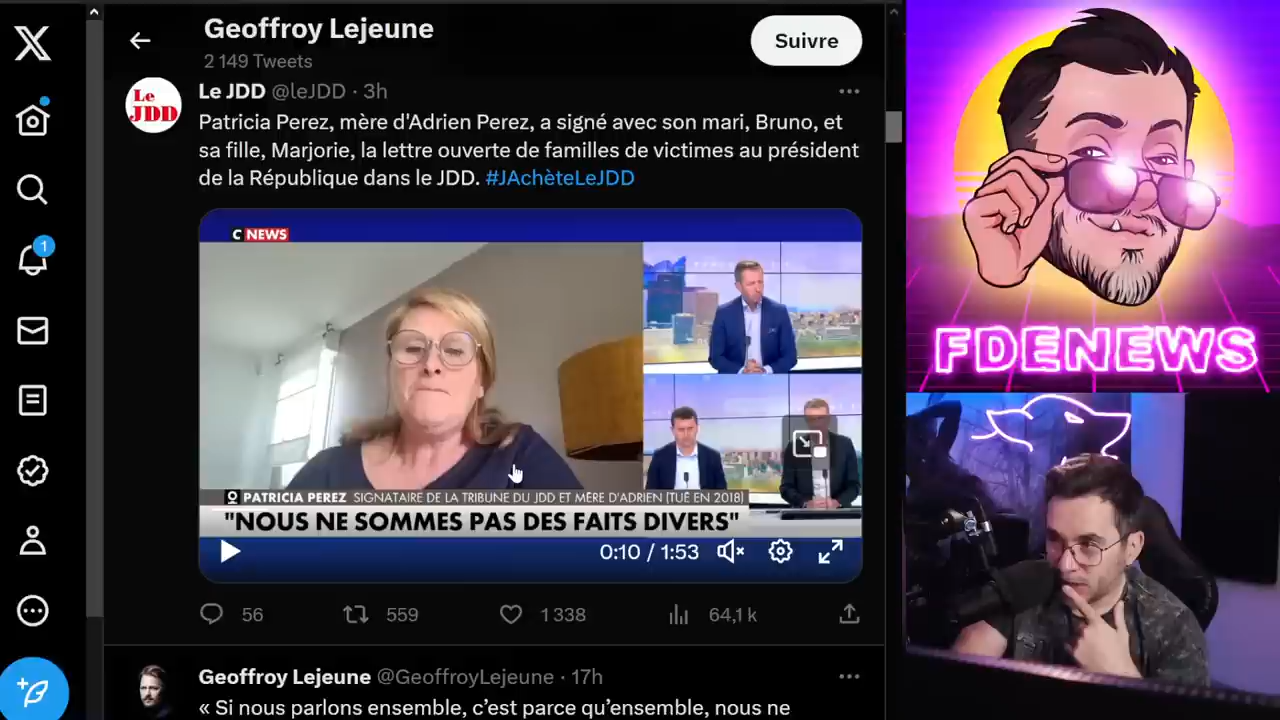 Geoffroy Lejeune
2 149 Tweets
Suivre
Le JDD
Le JDD @leJDD · 3h
Patricia Perez, mère d'Adrien Perez, a signé avec son mari, Bruno, et
sa fille, Marjorie, la lettre ouverte de familles de victimes au président
de la République dans le JDD. #JAchèteLeJDD
C NEWS
PATRICIA PEREZ SIGNATAIRE DE LA TRIBUNE DU JDD ET MÈRE D'ADRIEN (TUÉ EN 2018)
"NOUS NE SOMMES PAS DES FAITS DIVERS"
0:10 / 1:53
56 559 1 338 64,1 k
Geoffroy Lejeune @GeoffroyLejeune · 17h
« Si nous parlons ensemble, c'est parce qu'ensemble, nous ne
1
FDENEWS